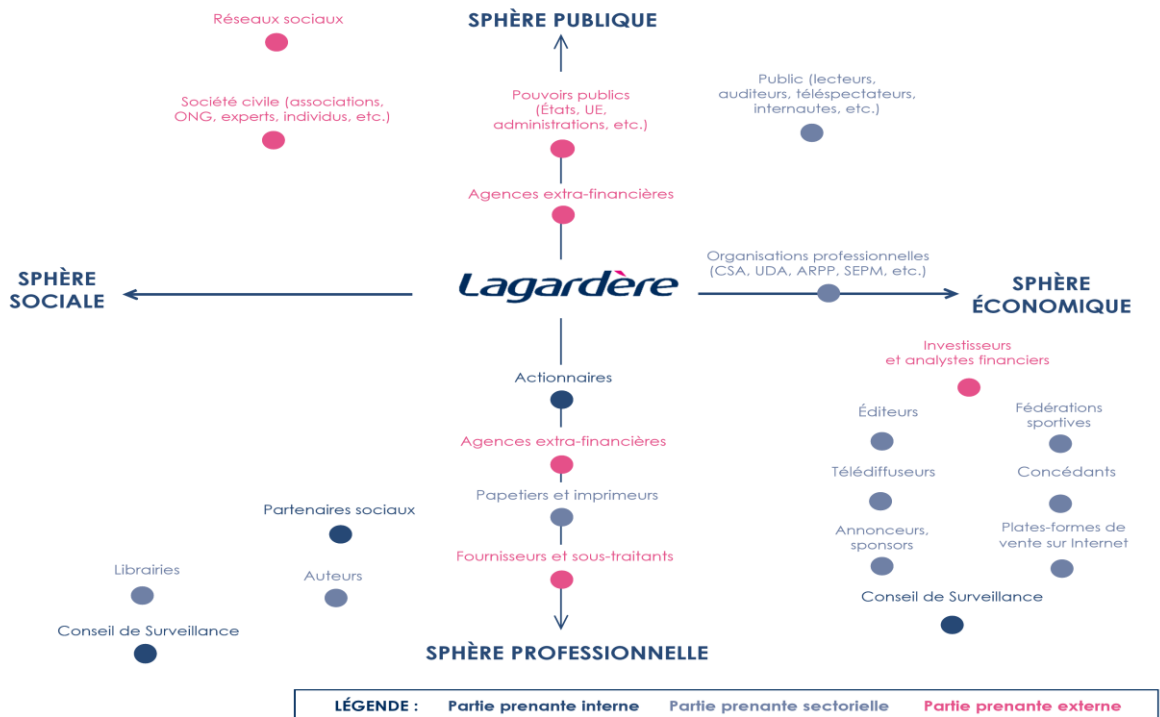 Réseaux sociaux
SPHÈRE PUBLIQUE
Société civile (associations,
ONG, experts, individus, etc.)
Pouvoirs publics
(États, UE,
administrations, etc.)
Public (lecteurs,
auditeurs, téléspectateurs,
internautes, etc.)
Agences extra-financières
SPHÈRE
SOCIALE
Lagardère
Organisations professionnelles
(CSA, UDA, ARPP, SEPM, etc.)
SPHÈRE
ÉCONOMIQUE
Actionnaires
Agences extra-financières
Papetiers et imprimeurs
Fournisseurs et sous-traitants
Investisseurs
et analystes financiers
Éditeurs
Fédérations
sportives
Télédiffuseurs
Concédants
Annonceurs,
sponsors
Plates-formes de
vente sur Internet
Conseil de Surveillance
Partenaires sociaux
Librairies
Auteurs
Conseil de Surveillance
SPHÈRE PROFESSIONNELLE
LÉGENDE : Partie prenante interne Partie prenante sectorielle Partie prenante externe